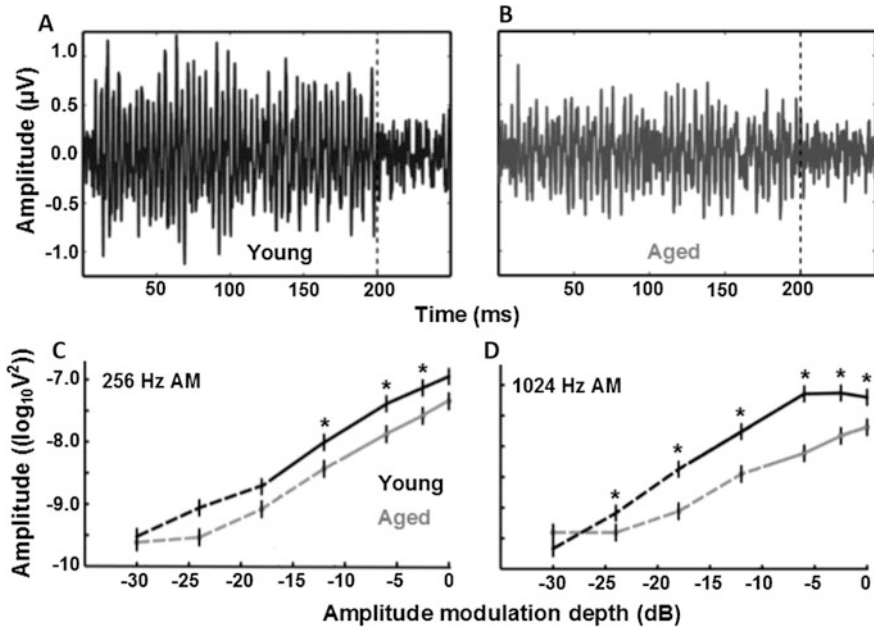 A
B
Amplitude (µV)
1.0
0.5
0.0
-0.5
-1.0
Young
Aged
50 100 150 200
50 100 150 200
Time (ms)
C
D
Amplitude ((log₁₀V²))
-7.0
-8.0
-9.0
-10
256 Hz AM
1024 Hz AM
* * *
* * * * * *
Young
Aged
-30 -25 -20 -15 -10 -5 0
-30 -25 -20 -15 -10 -5 0
Amplitude modulation depth (dB)